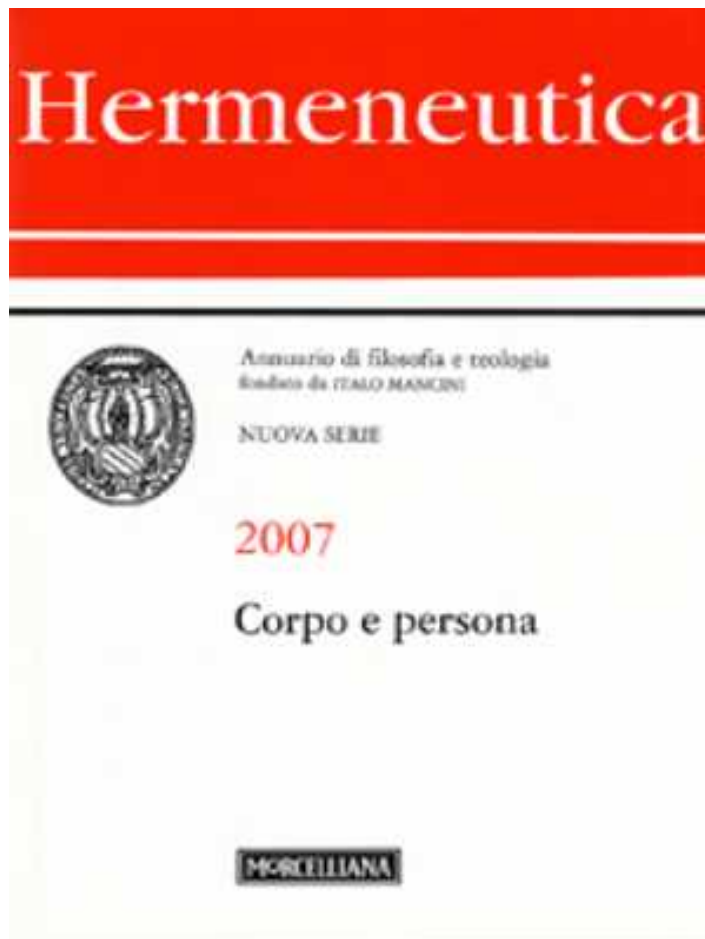 Hermeneutica
Annuario di filosofia e teologia
fondato da ITALO MANCINI
NUOVA SERIE
2007
Corpo e persona
MORCELLIANA